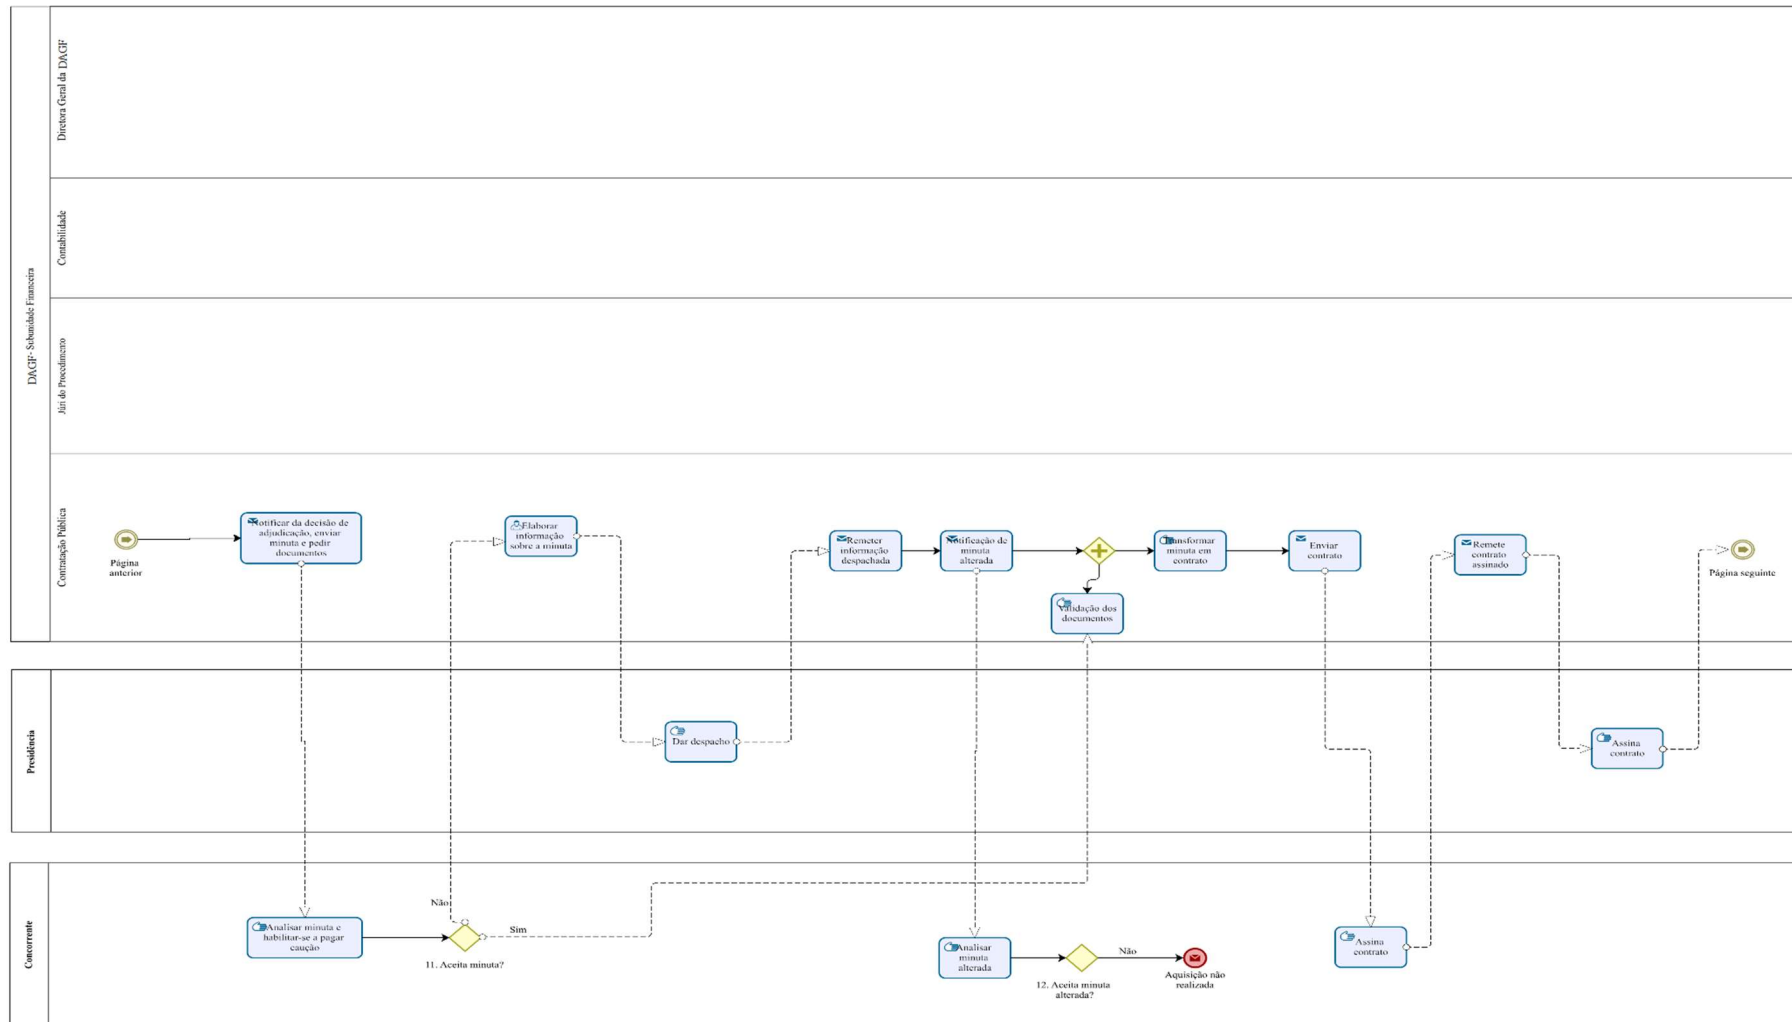 DAGF- Subunidade Financeira
Diretora Geral da DAGF
Contabilidade
Júri do Procedimento
Contratação Pública
Página
anterior
Notificar da decisão de
adjudicação, enviar
minuta e pedir
documentos
Elaborar
informação
sobre a minuta
Remeter
informação
despachada
Notificação de
minuta
alterada
Validação dos
documentos
Transformar
minuta em
contrato
Enviar
contrato
Remete
contrato
assinado
Página seguinte
Presidência
Dar despacho
Assina
contrato
Concorrente
Analisar minuta e
habilitar-se a pagar
caução
Não
Sim
11. Aceita minuta?
Analisar
minuta
alterada
12. Aceita minuta
alterada?
Não
Aquisição não
realizada
Assina
contrato